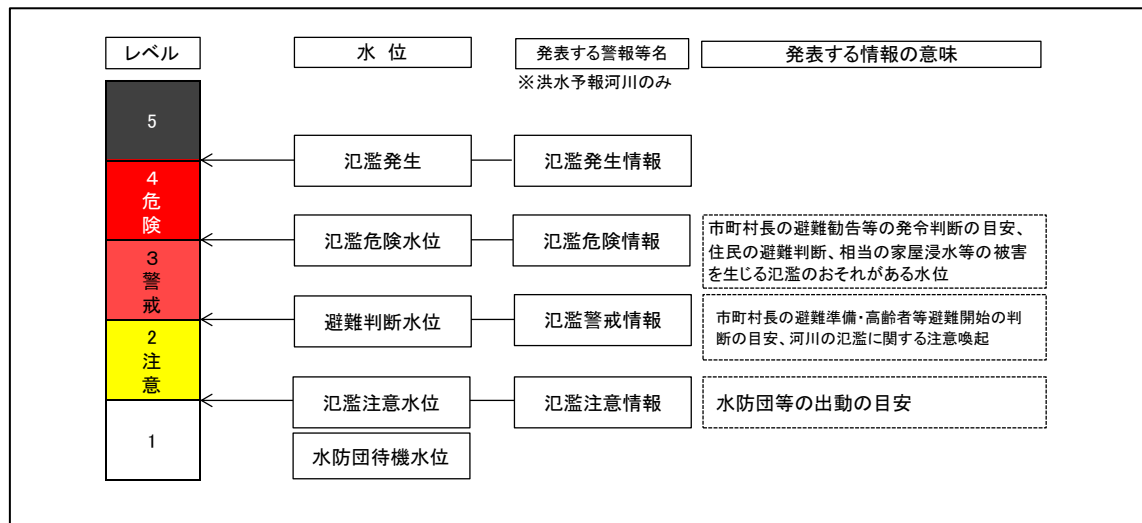 レベル
水 位
発表する警報等名
発表する情報の意味
※洪水予報河川のみ
5
氾濫発生
氾濫発生情報
4
危
険
氾濫危険水位
氾濫危険情報
市町村長の避難勧告等の発令判断の目安、
住民の避難判断、相当の家屋浸水等の被害
を生じる氾濫のおそれがある水位
3
警
戒
避難判断水位
氾濫警戒情報
市町村長の避難準備・高齢者等避難開始の判
断の目安、河川の氾濫に関する注意喚起
2
注
意
氾濫注意水位
氾濫注意情報
水防団等の出動の目安
1
水防団待機水位